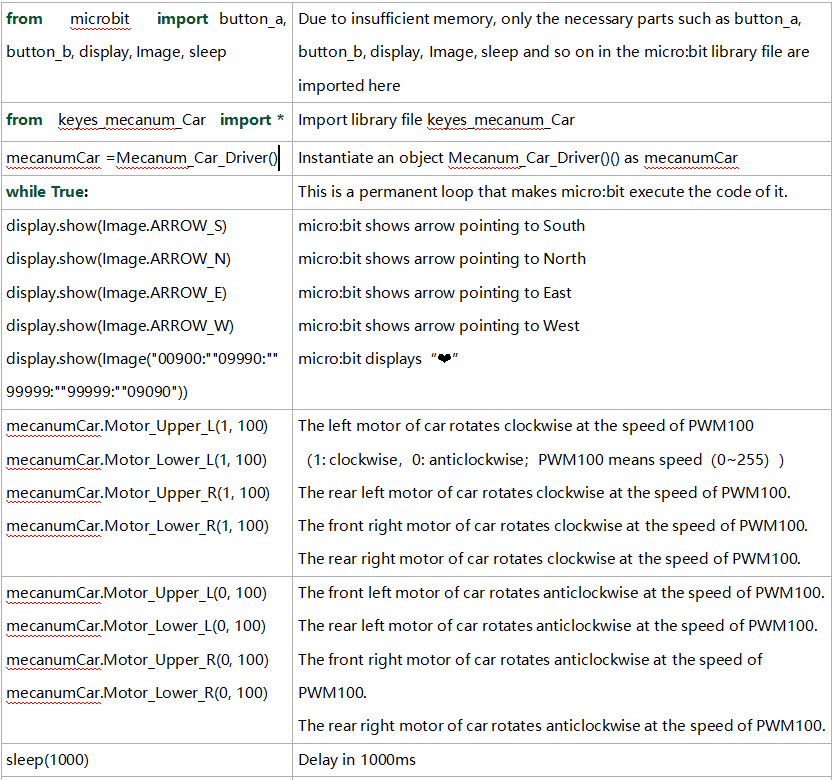 from microbit import button_a,
button_b, display, Image, sleep
Due to insufficient memory, only the necessary parts such as button_a,
button_b, display, Image, sleep and so on in the micro:bit library file are
imported here
from keyes_mecanum_Car import *
Import library file keyes_mecanum_Car
mecanumCar =Mecanum_Car_Driver()
Instantiate an object Mecanum_Car_Driver()() as mecanumCar
while True:
This is a permanent loop that makes micro:bit execute the code of it.
display.show(Image.ARROW_S)
display.show(Image.ARROW_N)
display.show(Image.ARROW_E)
display.show(Image.ARROW_W)
display.show(Image("00900:""09990:""
99999:""99999:""09090"))
micro:bit shows arrow pointing to South
micro:bit shows arrow pointing to North
micro:bit shows arrow pointing to East
micro:bit shows arrow pointing to West
micro:bit displays “❤”
mecanumCar.Motor_Upper_L(1, 100)
mecanumCar.Motor_Lower_L(1, 100)
mecanumCar.Motor_Upper_R(1, 100)
mecanumCar.Motor_Lower_R(1, 100)
The left motor of car rotates clockwise at the speed of PWM100
（1: clockwise，0: anticlockwise；PWM100 means speed（0~255））
The rear left motor of car rotates clockwise at the speed of PWM100.
The front right motor of car rotates clockwise at the speed of PWM100.
The rear right motor of car rotates clockwise at the speed of PWM100.
mecanumCar.Motor_Upper_L(0, 100)
mecanumCar.Motor_Lower_L(0, 100)
mecanumCar.Motor_Upper_R(0, 100)
mecanumCar.Motor_Lower_R(0, 100)
The front left motor of car rotates anticlockwise at the speed of PWM100.
The rear left motor of car rotates anticlockwise at the speed of PWM100.
The front right motor of car rotates anticlockwise at the speed of
PWM100.
The rear right motor of car rotates anticlockwise at the speed of PWM100.
sleep(1000)
Delay in 1000ms